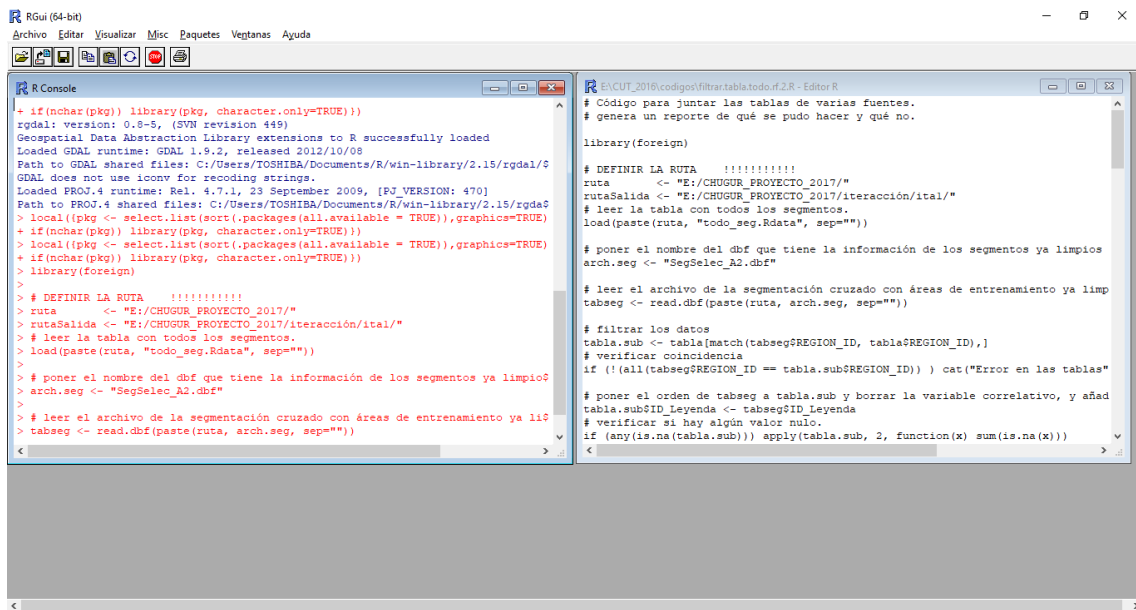 RGui (64-bit)
Archivo Editar Visualizar Misc Paquetes Ventanas Ayuda
STOP
R Console
+ if(nchar(pkg)) library(pkg, character.only=TRUE)})
rgdal: version: 0.8-5, (SVN revision 449)
Geospatial Data Abstraction Library extensions to R successfully loaded
Loaded GDAL runtime: GDAL 1.9.2, released 2012/10/08
Path to GDAL shared files: C:/Users/TOSHIBA/Documents/R/win-library/2.15/rgdal/$
GDAL does not use iconv for recoding strings.
Loaded PROJ.4 runtime: Rel. 4.7.1, 23 September 2009, [PJ_VERSION: 470]
Path to PROJ.4 shared files: C:/Users/TOSHIBA/Documents/R/win-library/2.15/rgda$
> local({pkg <- select.list(sort(.packages(all.available = TRUE)),graphics=TRUE)
+ if(nchar(pkg)) library(pkg, character.only=TRUE)})
> local({pkg <- select.list(sort(.packages(all.available = TRUE)),graphics=TRUE)
+ if(nchar(pkg)) library(pkg, character.only=TRUE)})
> library(foreign)
>
> # DEFINIR LA RUTA    !!!!!!!!!!!
> ruta       <- "E:/CHUGUR_PROYECTO_2017/"
> rutaSalida <- "E:/CHUGUR_PROYECTO_2017/iteracción/ital/"
> # leer la tabla con todos los segmentos.
> load(paste(ruta, "todo_seg.Rdata", sep=""))
>
> # poner el nombre del dbf que tiene la información de los segmentos ya limpio$
> arch.seg <- "SegSelec_A2.dbf"
>
> # leer el archivo de la segmentación cruzado con áreas de entrenamiento ya li$
> tabseg <- read.dbf(paste(ruta, arch.seg, sep=""))
E:\CUT_2016\codigos\filtrar.tabla.todo.rf.2.R - Editor R
# Código para juntar las tablas de varias fuentes.
# genera un reporte de qué se pudo hacer y qué no.
library(foreign)
# DEFINIR LA RUTA    !!!!!!!!!!!
ruta       <- "E:/CHUGUR_PROYECTO_2017/"
rutaSalida <- "E:/CHUGUR_PROYECTO_2017/iteracción/ital/"
# leer la tabla con todos los segmentos.
load(paste(ruta, "todo_seg.Rdata", sep=""))
# poner el nombre del dbf que tiene la información de los segmentos ya limpios
arch.seg <- "SegSelec_A2.dbf"
# leer el archivo de la segmentación cruzado con áreas de entrenamiento ya limp
tabseg <- read.dbf(paste(ruta, arch.seg, sep=""))
# filtrar los datos
tabla.sub <- tabla[match(tabseg$REGION_ID, tabla$REGION_ID),]
# verificar coincidencia
if (!(all(tabseg$REGION_ID == tabla.sub$REGION_ID)) ) cat("Error en las tablas"
# poner el orden de tabseg a tabla.sub y borrar la variable correlativo, y añad
tabla.sub$ID_Leyenda <- tabseg$ID_Leyenda
# verificar si hay algún valor nulo.
if (any(is.na(tabla.sub))) apply(tabla.sub, 2, function(x) sum(is.na(x)))